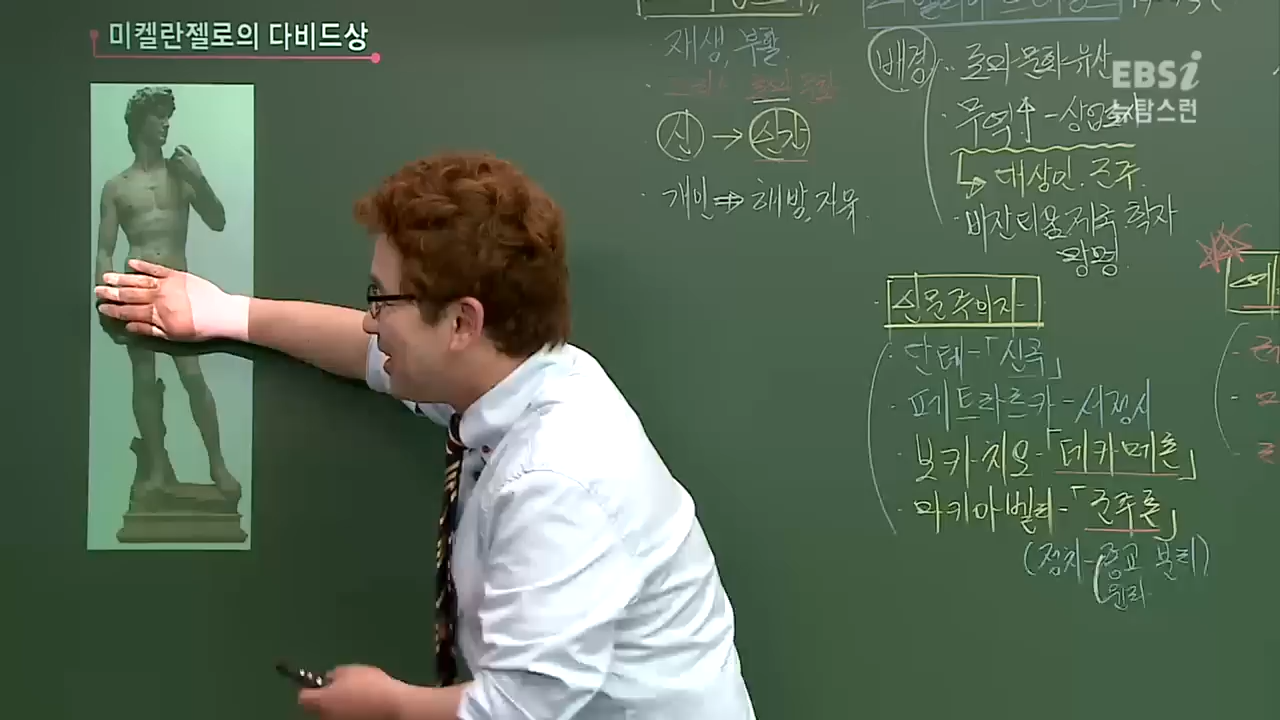 미켈란젤로의 다비드상
재생, 부활.
신 → 인간
개인 ⇒ 해방, 자유.
배경
로마 문화 유산
무역↑ - 상업
대상인. 군주.
비잔티움 제국 학자
망명.
EBSi
뉴탐스런
인문주의자
단테-「신곡」
페트라르카-서정시
보카치오-「데카메론」
마키아벨리-「군주론」
(정치-종교 분리)